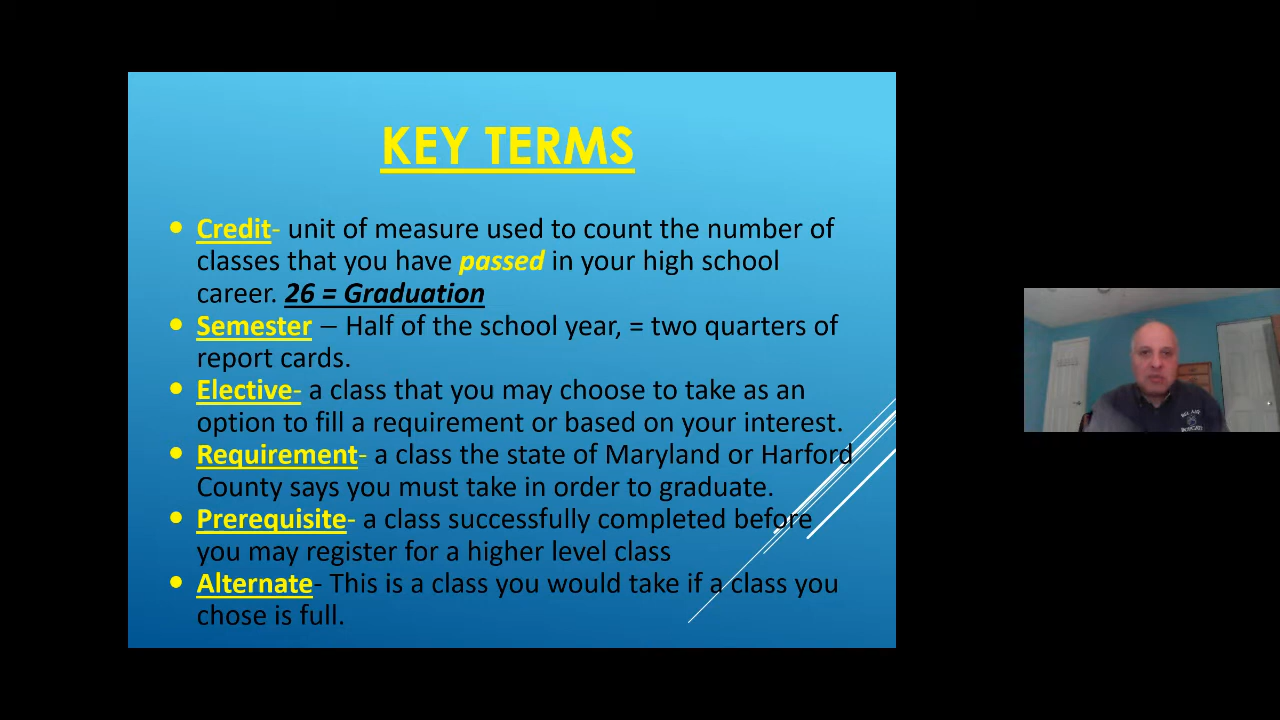 KEY TERMS
Credit- unit of measure used to count the number of
classes that you have passed in your high school
career. 26 = Graduation
Semester – Half of the school year, = two quarters of
report cards.
Elective- a class that you may choose to take as an
option to fill a requirement or based on your interest.
Requirement- a class the state of Maryland or Harford
County says you must take in order to graduate.
Prerequisite- a class successfully completed before
you may register for a higher level class
Alternate- This is a class you would take if a class you
chose is full.
BEL AIR
BOBCATS